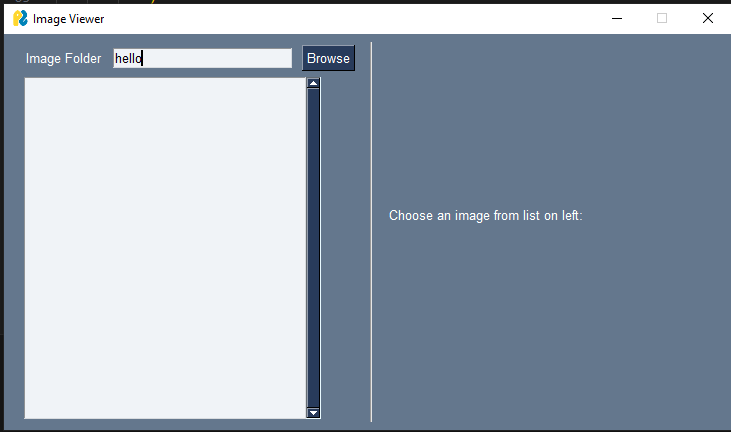 Image Viewer
Image Folder hello Browse
Choose an image from list on left: